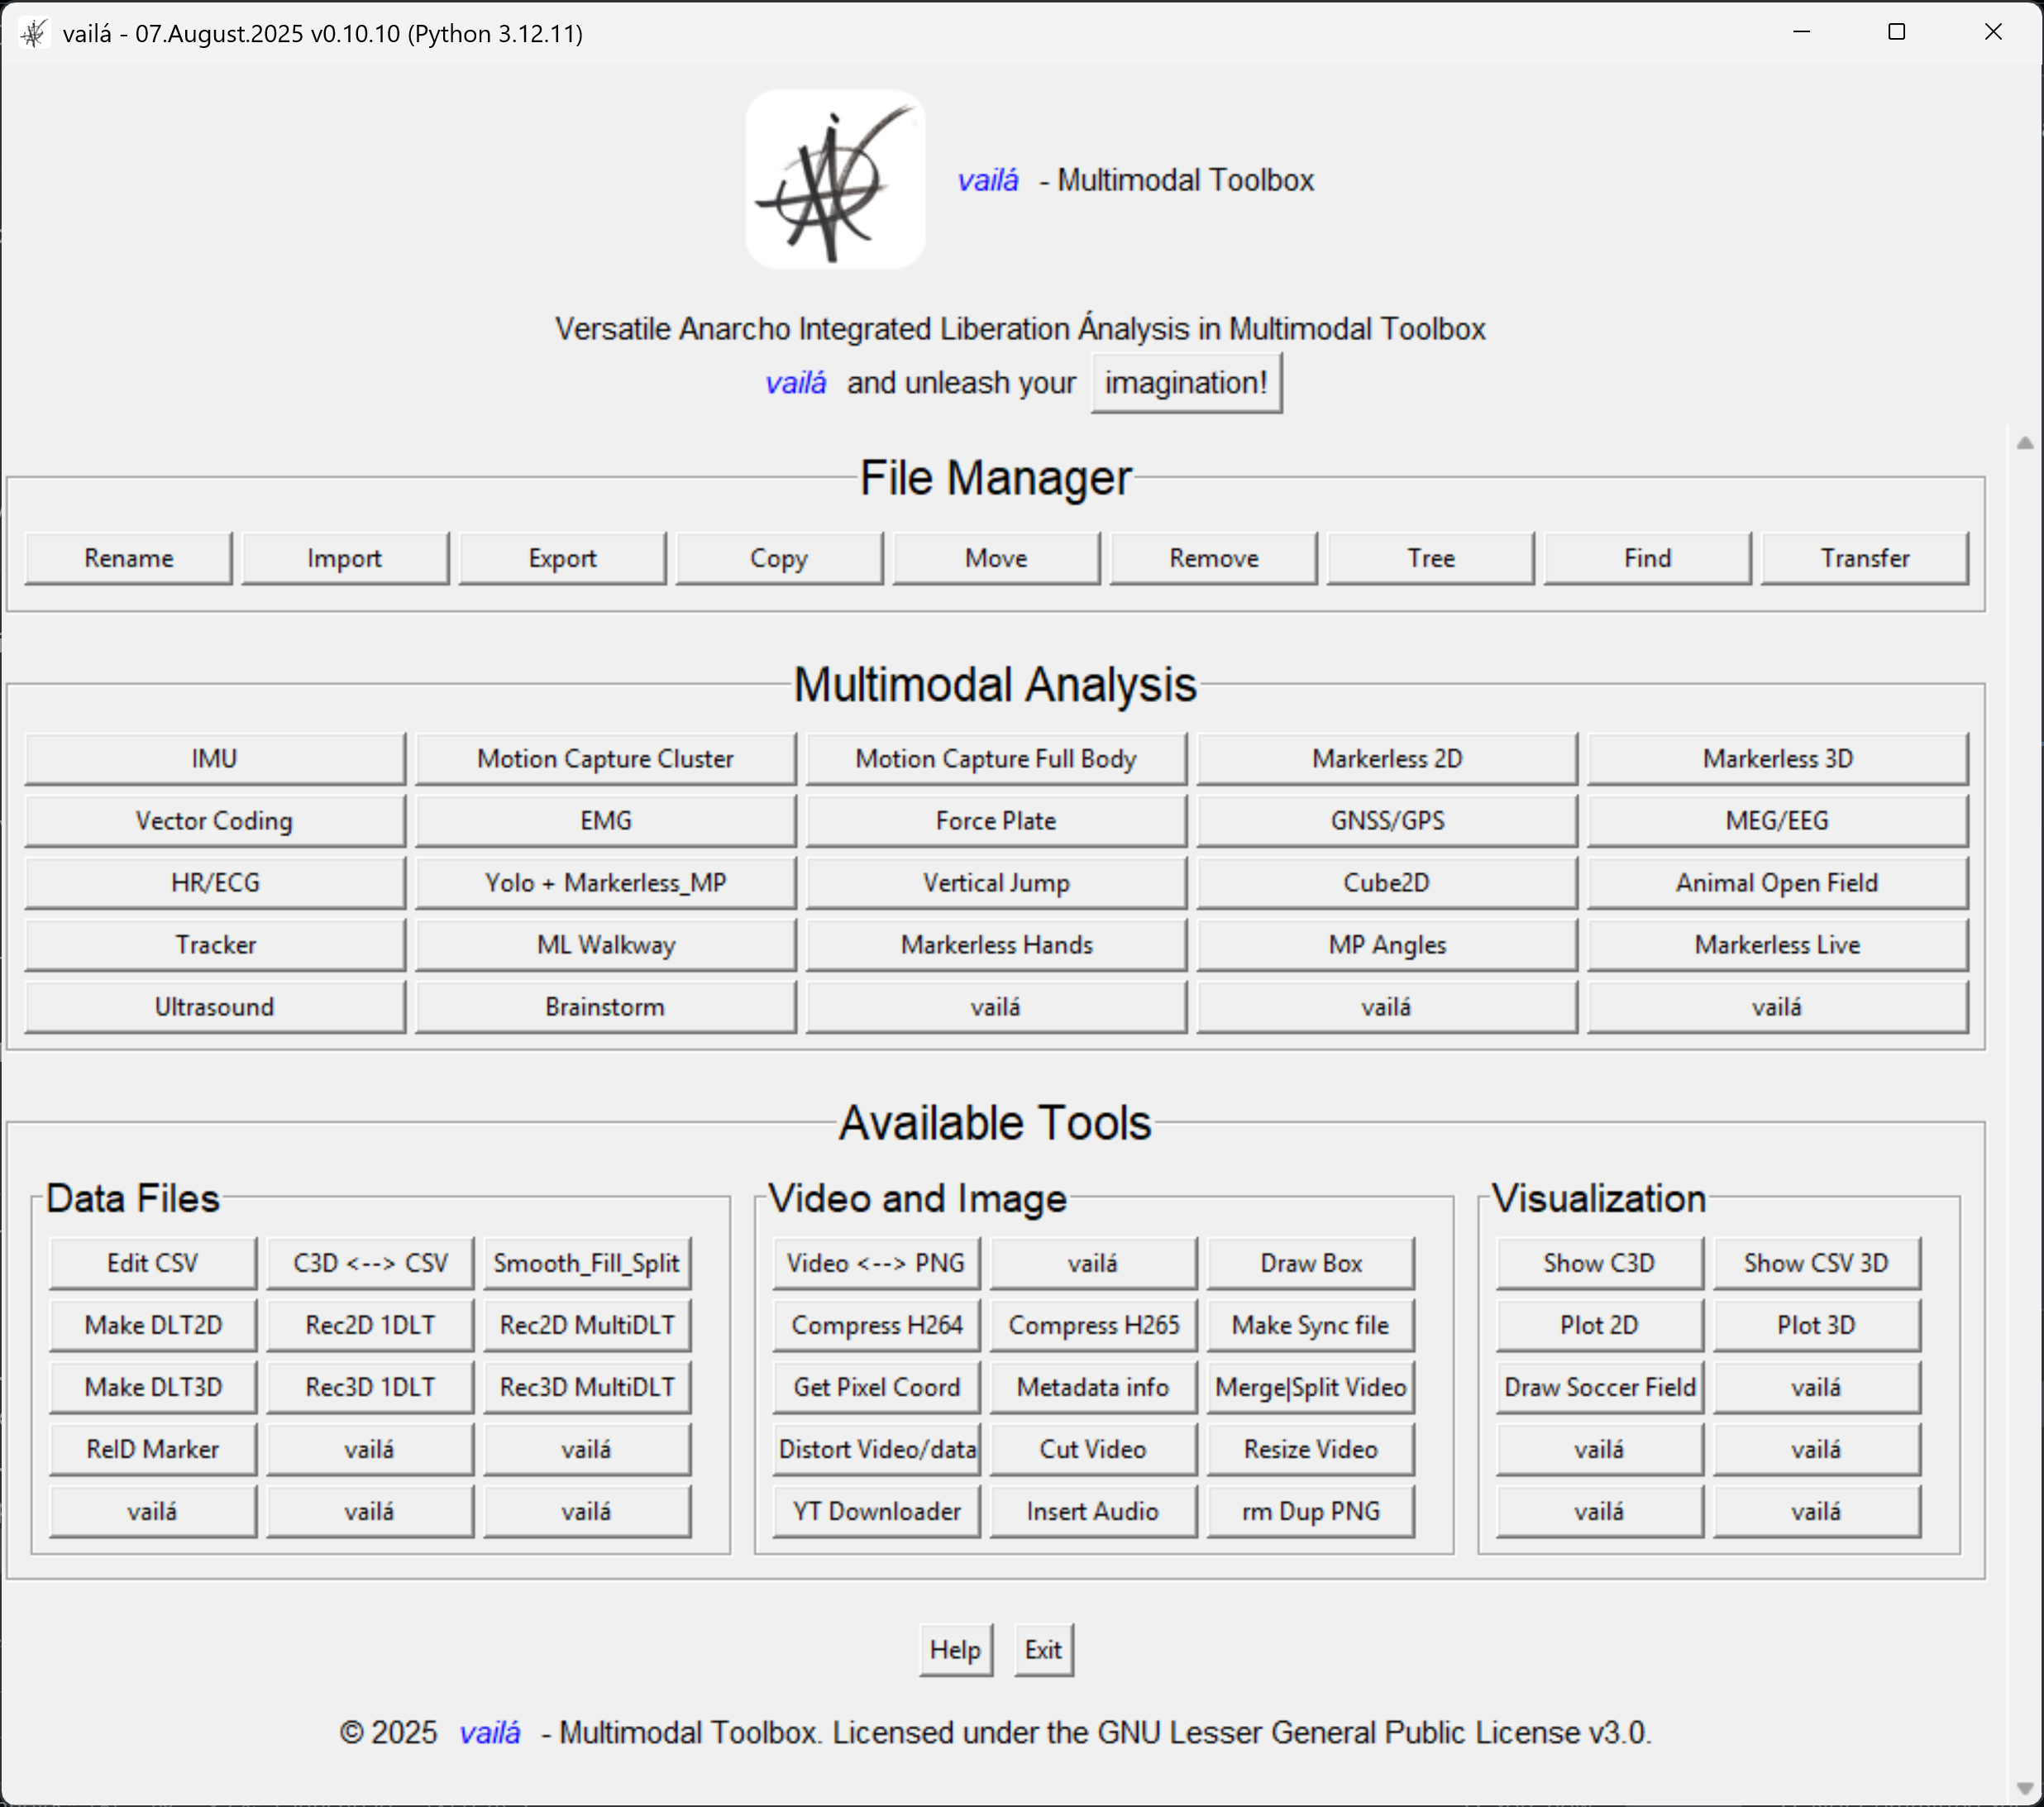 vailá - 07.August.2025 v0.10.10 (Python 3.12.11)
vailá - Multimodal Toolbox
Versatile Anarcho Integrated Liberation Ánalysis in Multimodal Toolbox
vailá and unleash your imagination!
File Manager
Rename Import Export Copy Move Remove Tree Find Transfer
Multimodal Analysis
IMU Motion Capture Cluster Motion Capture Full Body Markerless 2D Markerless 3D
Vector Coding EMG Force Plate GNSS/GPS MEG/EEG
HR/ECG Yolo + Markerless_MP Vertical Jump Cube2D Animal Open Field
Tracker ML Walkway Markerless Hands MP Angles Markerless Live
Ultrasound Brainstorm vailá vailá vailá
Available Tools
Data Files
Edit CSV C3D <--> CSV Smooth_Fill_Split
Make DLT2D Rec2D 1DLT Rec2D MultiDLT
Make DLT3D Rec3D 1DLT Rec3D MultiDLT
ReID Marker vailá vailá
vailá vailá vailá
Video and Image
Video <--> PNG vailá Draw Box
Compress H264 Compress H265 Make Sync file
Get Pixel Coord Metadata info Merge|Split Video
Distort Video/data Cut Video Resize Video
YT Downloader Insert Audio rm Dup PNG
Visualization
Show C3D Show CSV 3D
Plot 2D Plot 3D
Draw Soccer Field vailá
vailá vailá
vailá vailá
Help Exit
© 2025 vailá - Multimodal Toolbox. Licensed under the GNU Lesser General Public License v3.0.